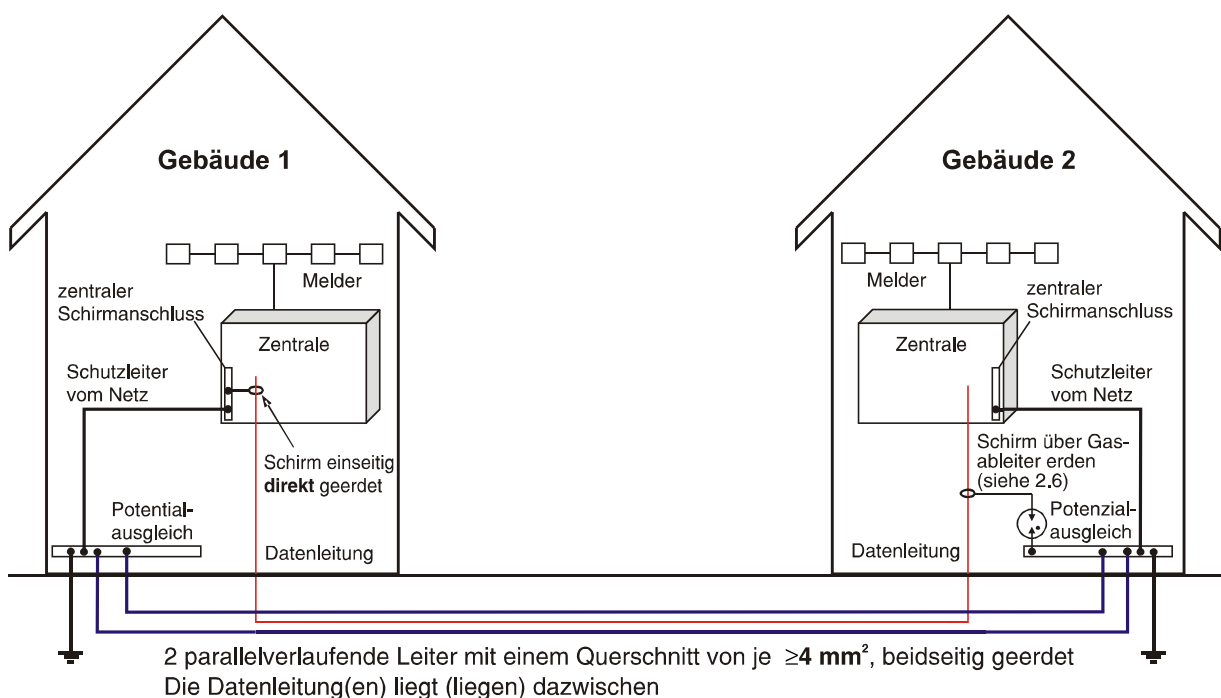 Gebäude 1
Melder
zentraler
Schirmanschluss
Zentrale
Schutzleiter
vom Netz
Schirm einseitig
direkt geerdet
Potential-
ausgleich
Datenleitung
Gebäude 2
Melder
zentraler
Schirmanschluss
Zentrale
Schutzleiter
vom Netz
Schirm über Gas-
ableiter erden
(siehe 2.6)
Potenzial-
ausgleich
Datenleitung
2 parallelverlaufende Leiter mit einem Querschnitt von je ≥4 mm², beidseitig geerdet
Die Datenleitung(en) liegt (liegen) dazwischen